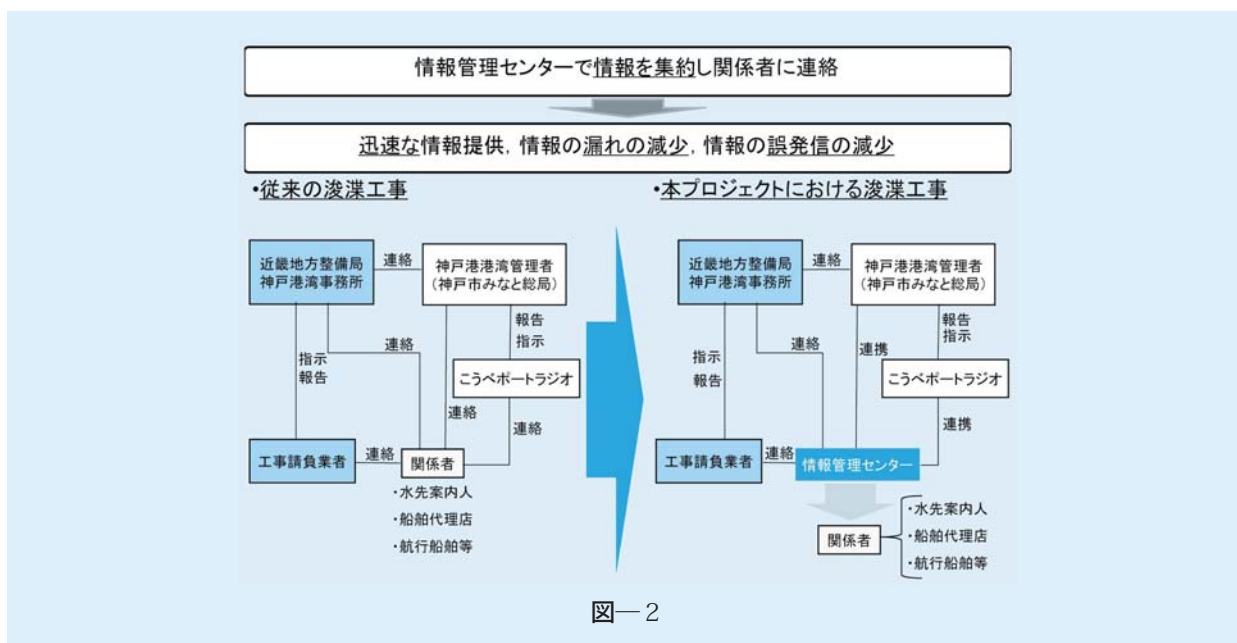 情報管理センターで情報を集約し関係者に連絡
迅速な情報提供，情報の漏れの減少，情報の誤発信の減少
・従来の浚渫工事
近畿地方整備局
神戸港湾事務所
連絡
神戸港港湾管理者
(神戸市みなと総局)
報告
指示
連絡
指示
報告
こうべポートラジオ
連絡
連絡
工事請負業者
連絡
関係者
・水先案内人
・船舶代理店
・航行船舶等
・本プロジェクトにおける浚渫工事
近畿地方整備局
神戸港湾事務所
連絡
神戸港港湾管理者
(神戸市みなと総局)
報告
指示
連絡
連携
指示
報告
こうべポートラジオ
連携
工事請負業者
連絡
情報管理センター
関係者
・水先案内人
・船舶代理店
・航行船舶等
図―2